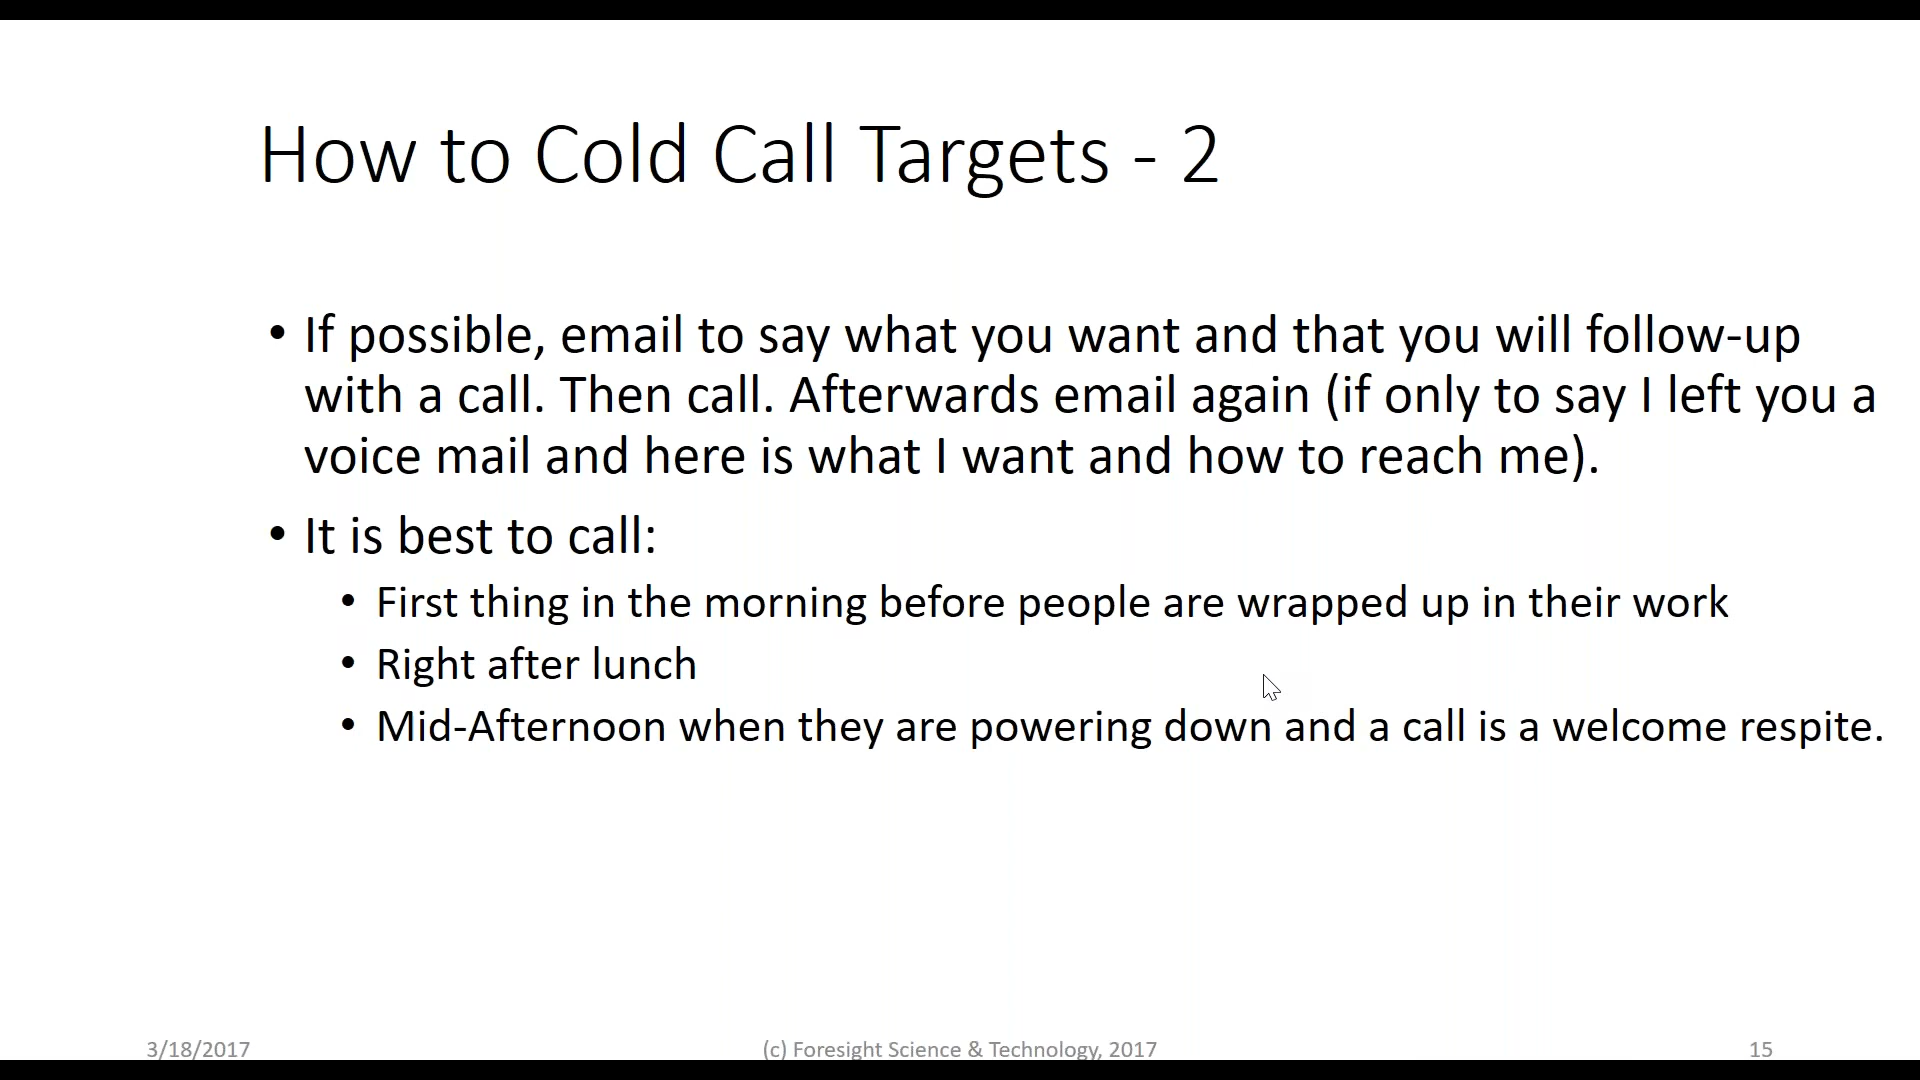 How to Cold Call Targets - 2
• If possible, email to say what you want and that you will follow-up
with a call. Then call. Afterwards email again (if only to say I left you a
voice mail and here is what I want and how to reach me).
• It is best to call:
• First thing in the morning before people are wrapped up in their work
• Right after lunch
• Mid-Afternoon when they are powering down and a call is a welcome respite.
3/18/2017
(c) Foresight Science & Technology, 2017
15